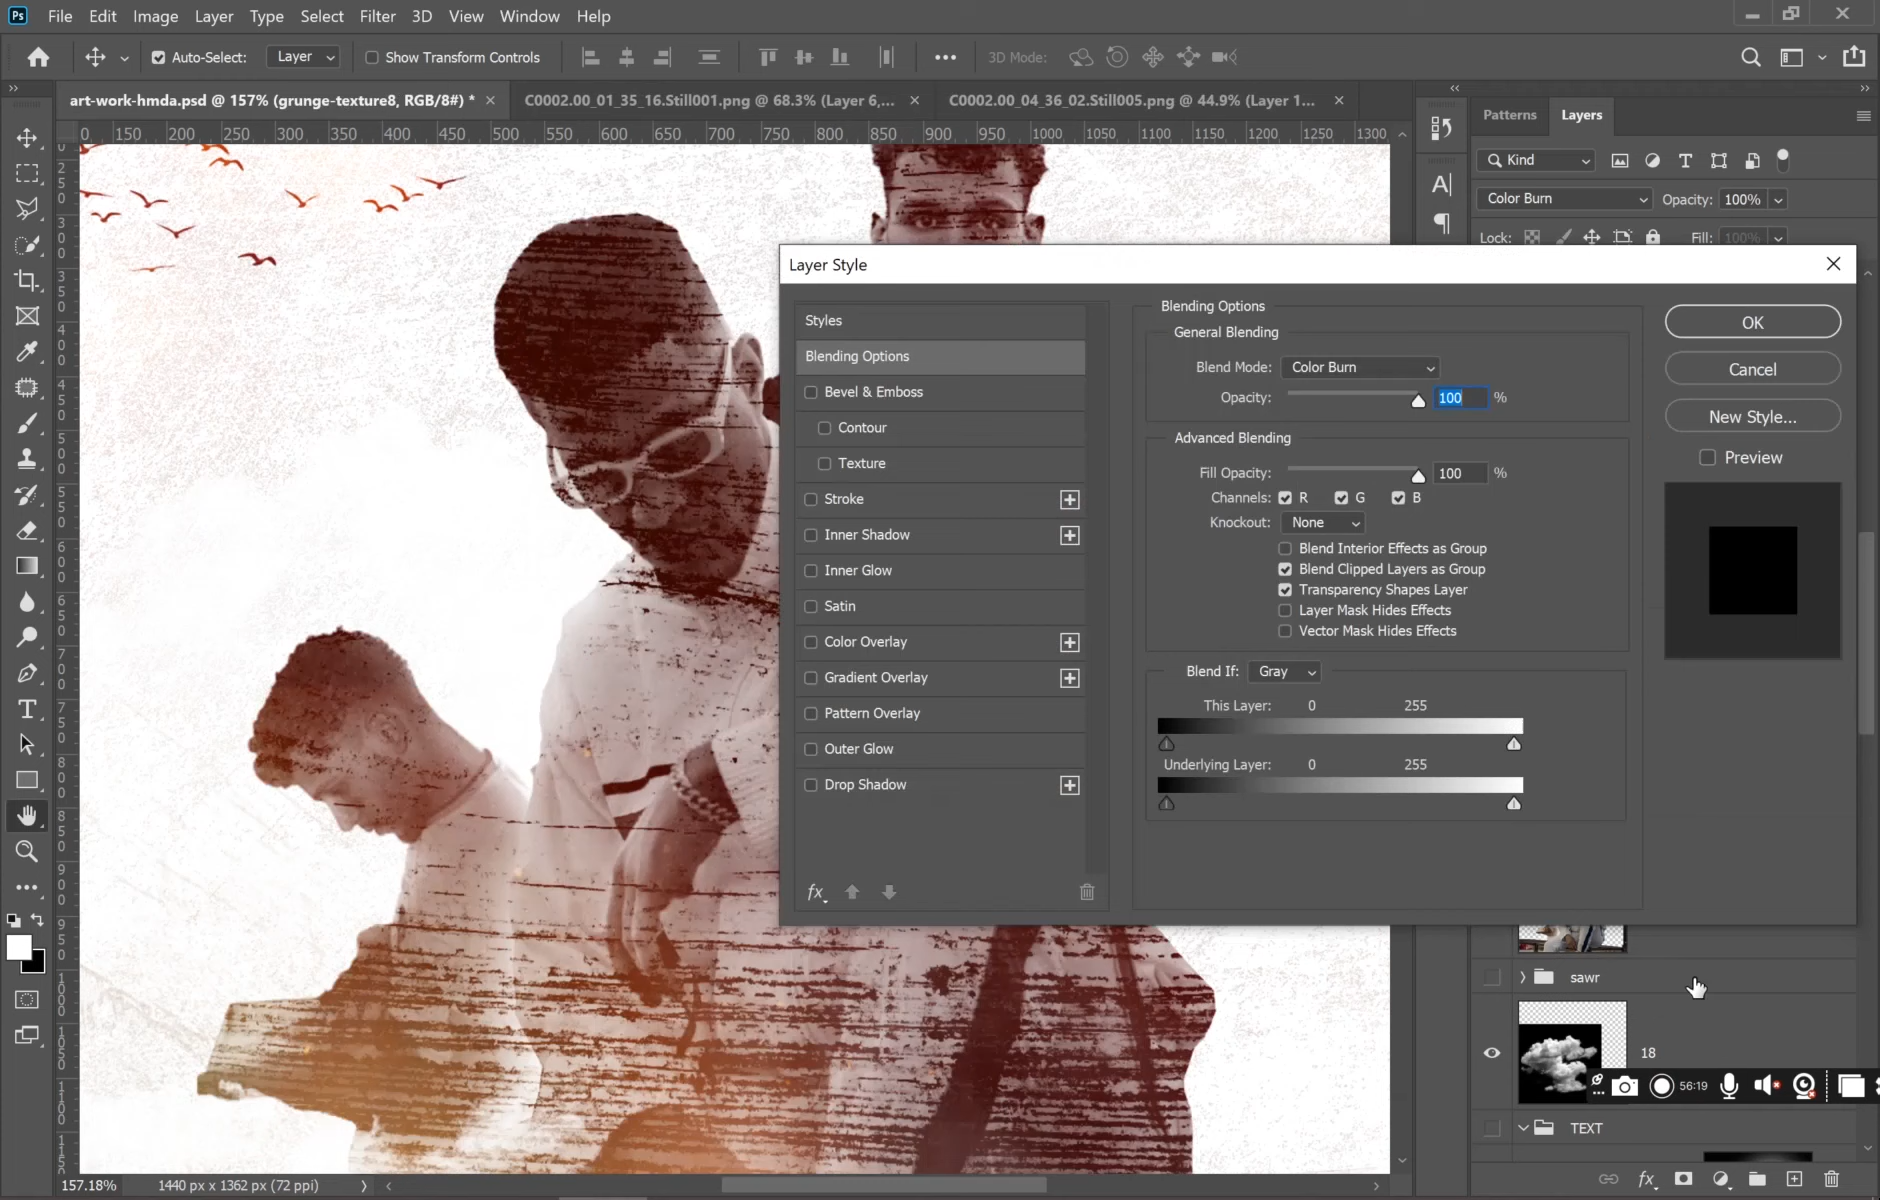 Ps File Edit Image Layer Type Select Filter 3D View Window Help
Auto-Select: Layer Show Transform Controls 3D Mode:
art-work-hmda.psd @ 157% (grunge-texture8, RGB/8#) * C0002.00_01_35_16.Still001.png @ 68.3% (Layer 6,... C0002.00_04_36_02.Still005.png @ 44.9% (Layer 1...
Patterns Layers
0 150 200 250 300 350 400 450 500 550 600 650 700 750 800 850 900 950 1000 1050 1100 1150 1200 1250 1300
Kind
Color Burn Opacity: 100%
Lock: Fill: 100%
Layer Style
Styles
Blending Options
Bevel & Emboss
Contour
Texture
Stroke
Inner Shadow
Inner Glow
Satin
Color Overlay
Gradient Overlay
Pattern Overlay
Outer Glow
Drop Shadow
fx
Blending Options
General Blending
Blend Mode: Color Burn
Opacity: 100 %
Advanced Blending
Fill Opacity: 100 %
Channels: R G B
Knockout: None
Blend Interior Effects as Group
Blend Clipped Layers as Group
Transparency Shapes Layer
Layer Mask Hides Effects
Vector Mask Hides Effects
Blend If: Gray
This Layer: 0 255
Underlying Layer: 0 255
OK
Cancel
New Style...
Preview
sawr
18
56:19
TEXT
fx
157.18% 1440 px x 1362 px (72 ppi)